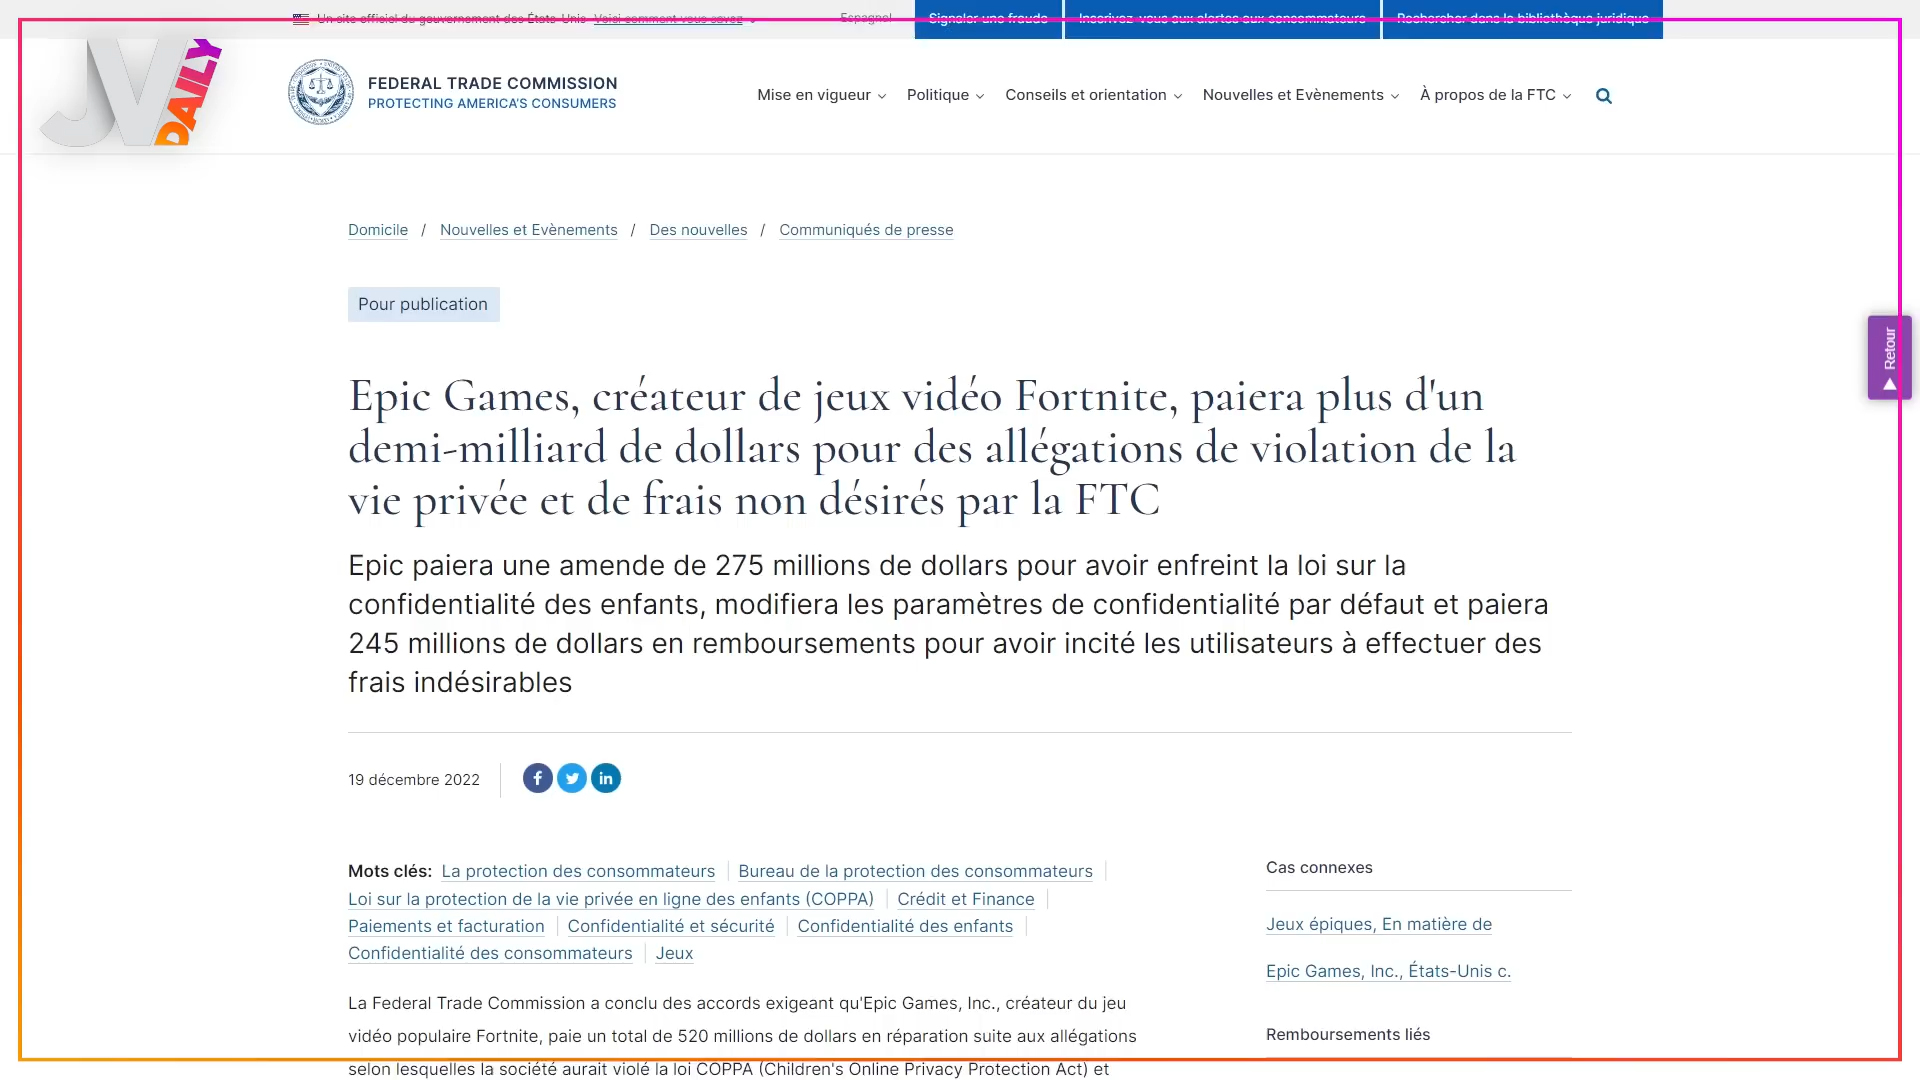 Un site officiel du gouvernement des États-Unis Voici comment vous savez
Espagnol
Signaler une fraude
Inscrivez-vous aux alertes aux consommateurs
Rechercher dans la bibliothèque juridique
JV DAILY
FEDERAL TRADE COMMISSION
PROTECTING AMERICA'S CONSUMERS
Mise en vigueur Politique Conseils et orientation Nouvelles et Evènements À propos de la FTC
Domicile / Nouvelles et Evènements / Des nouvelles / Communiqués de presse
Pour publication
Retour
Epic Games, créateur de jeux vidéo Fortnite, paiera plus d'un
demi-milliard de dollars pour des allégations de violation de la
vie privée et de frais non désirés par la FTC
Epic paiera une amende de 275 millions de dollars pour avoir enfreint la loi sur la
confidentialité des enfants, modifiera les paramètres de confidentialité par défaut et paiera
245 millions de dollars en remboursements pour avoir incité les utilisateurs à effectuer des
frais indésirables
19 décembre 2022
Mots clés: La protection des consommateurs | Bureau de la protection des consommateurs |
Loi sur la protection de la vie privée en ligne des enfants (COPPA) | Crédit et Finance |
Paiements et facturation | Confidentialité et sécurité | Confidentialité des enfants |
Confidentialité des consommateurs | Jeux
La Federal Trade Commission a conclu des accords exigeant qu'Epic Games, Inc., créateur du jeu
vidéo populaire Fortnite, paie un total de 520 millions de dollars en réparation suite aux allégations
selon lesquelles la société aurait violé la loi COPPA (Children's Online Privacy Protection Act) et
Cas connexes
Jeux épiques, En matière de
Epic Games, Inc., États-Unis c.
Remboursements liés